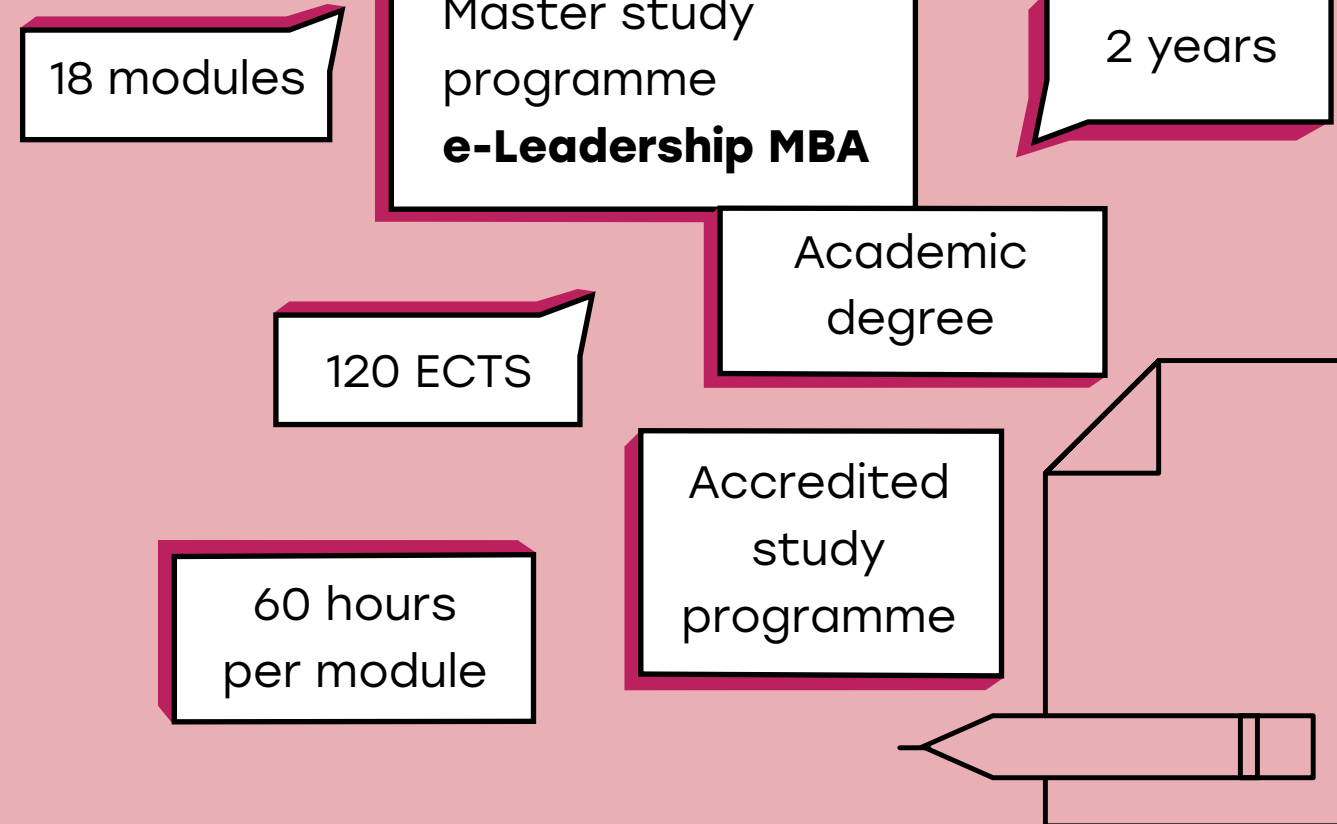 Master study
programme
e-Leadership MBA
18 modules
2 years
Academic
degree
120 ECTS
Accredited
study
programme
60 hours
per module